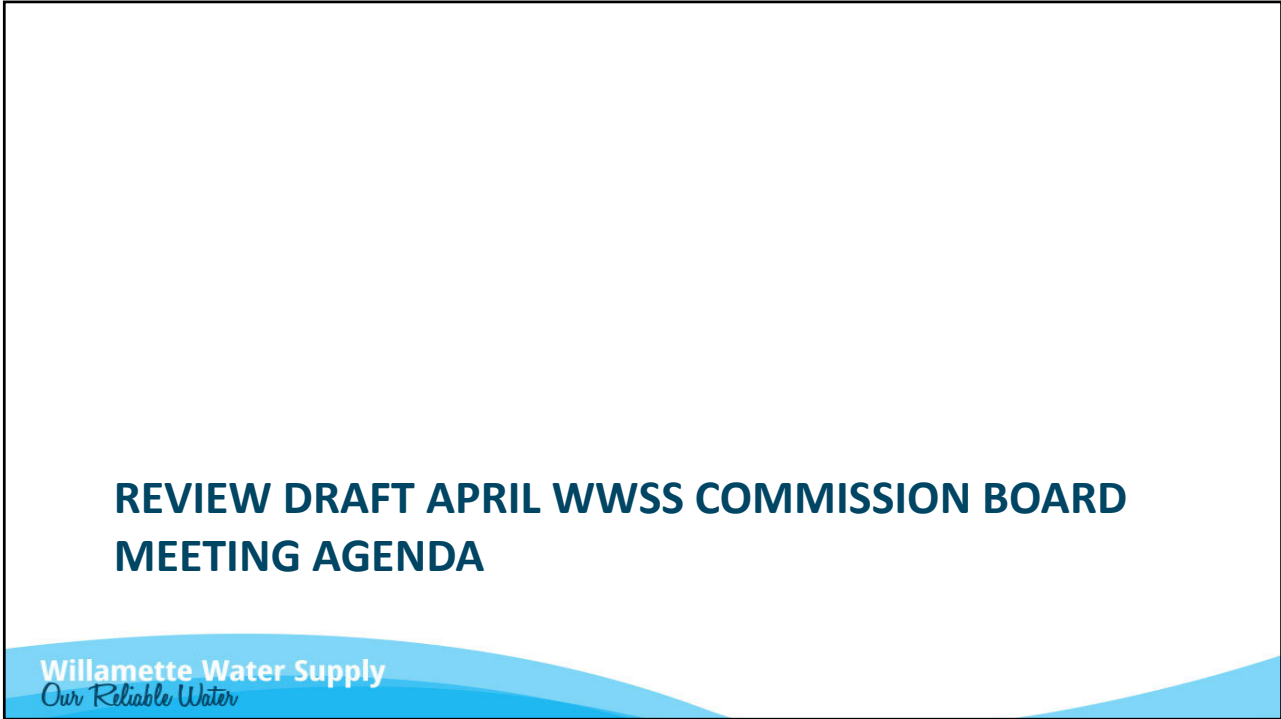 REVIEW DRAFT APRIL WWSS COMMISSION BOARD
MEETING AGENDA
Willamette Water Supply
Our Reliable Water